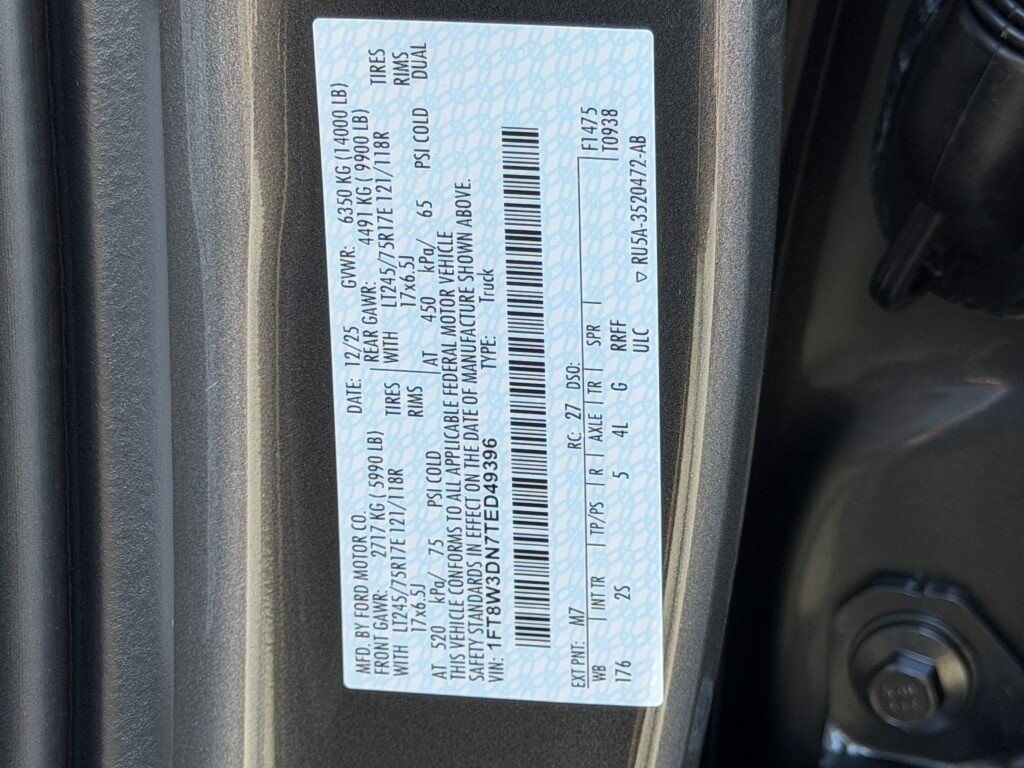 MFD. BY FORD MOTOR CO.
DATE: 12/25 GVWR: 6350 KG (14000 LB)
FRONT GAWR: 2717 KG ( 5990 LB) REAR GAWR: 4491 KG ( 9900 LB)
WITH LT245/75R17E 121/118R TIRES WITH LT245/75R17E 121/118R TIRES
17x6.5J RIMS 17x6.5J RIMS
AT 520 kPa/ 75 PSI COLD AT 450 kPa/ 65 PSI COLD DUAL
THIS VEHICLE CONFORMS TO ALL APPLICABLE FEDERAL MOTOR VEHICLE
SAFETY STANDARDS IN EFFECT ON THE DATE OF MANUFACTURE SHOWN ABOVE.
VIN: 1FT8W3DN7TED49396 TYPE: Truck
EXT PNT: M7 RC: 27 DSO: F1475
WB | INT TR | TP/PS | R | AXLE | TR | SPR | T0938
176 2S 5 4L G RRFF
ULC ▽ RU5A-3520472-AB